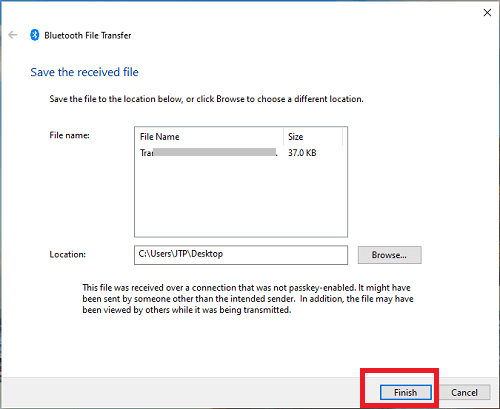 Bluetooth File Transfer
Save the received file
Save the file to the location below, or click Browse to choose a different location.
File name:
File Name Size
37.0 KB
Location: C:\Users\JTP\Desktop Browse...
This file was received over a connection that was not passkey-enabled. It might have
been sent by someone other than the intended sender. In addition, the file may have
been viewed by others while it was being transmitted.
Finish Cancel